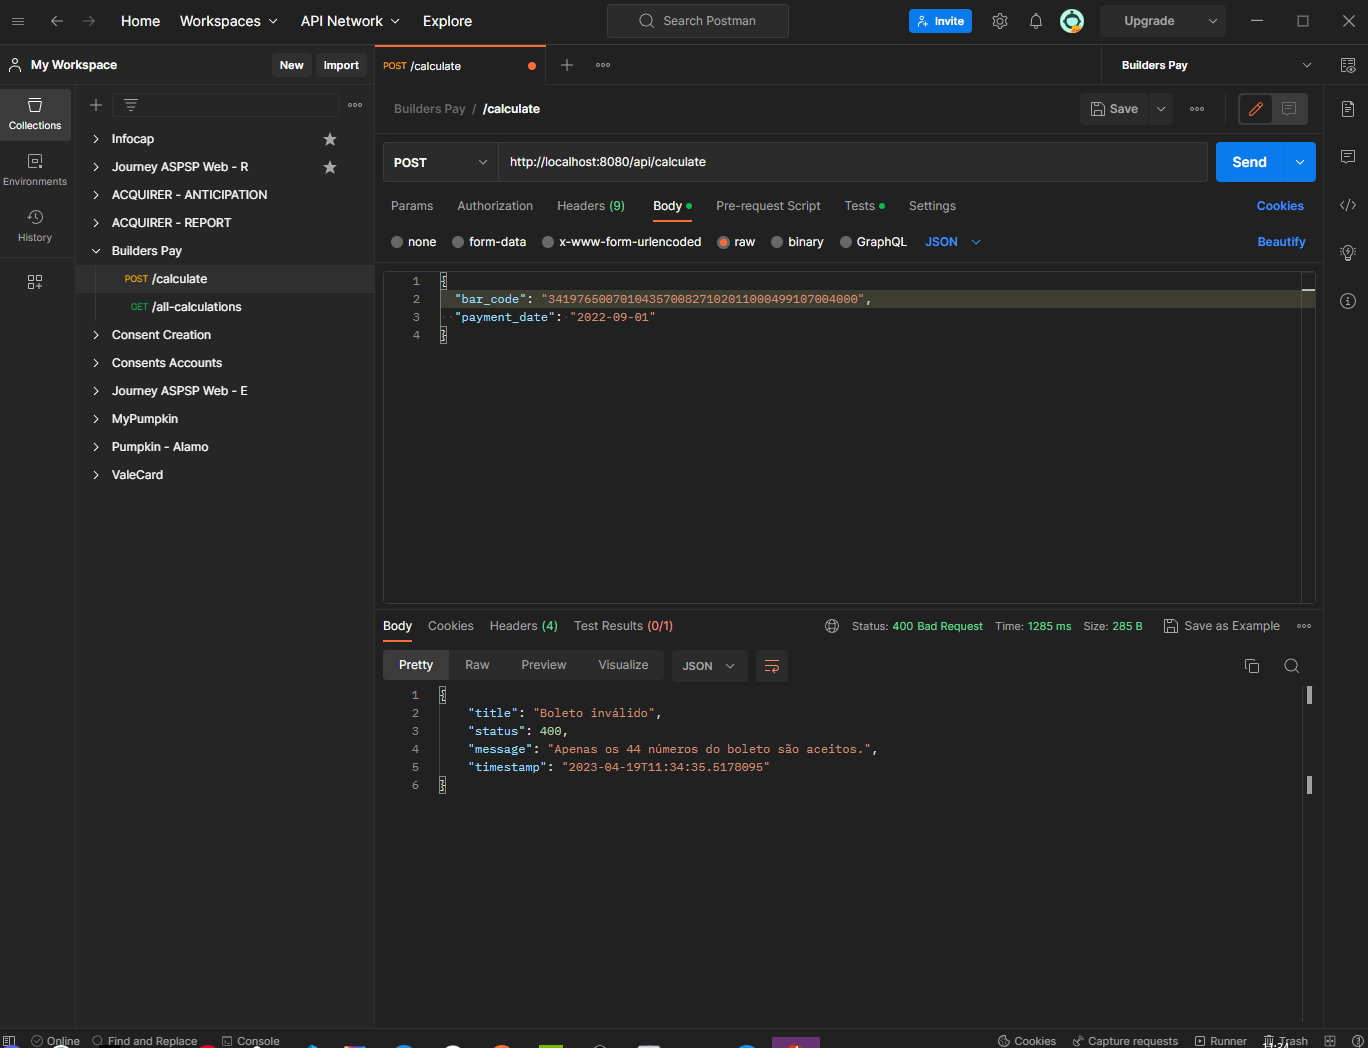 Home Workspaces API Network Explore Search Postman Invite Upgrade
My Workspace New Import POST /calculate Builders Pay
Collections
Environments
History
Infocap
Journey ASPSP Web - R
ACQUIRER - ANTICIPATION
ACQUIRER - REPORT
Builders Pay
POST /calculate
GET /all-calculations
Consent Creation
Consents Accounts
Journey ASPSP Web - E
MyPumpkin
Pumpkin - Alamo
ValeCard
Builders Pay / /calculate Save
POST http://localhost:8080/api/calculate Send
Params Authorization Headers (9) Body Pre-request Script Tests Settings Cookies
none form-data x-www-form-urlencoded raw binary GraphQL JSON Beautify
1 {
2 "bar_code": "34197650070104357008271020110004991070040​00",
3 "payment_date": "2022-09-01"
4 }
Body Cookies Headers (4) Test Results (0/1) Status: 400 Bad Request Time: 1285 ms Size: 285 B Save as Example
Pretty Raw Preview Visualize JSON
1 {
2 "title": "Boleto inválido",
3 "status": 400,
4 "message": "Apenas os 44 números do boleto são aceitos.",
5 "timestamp": "2023-04-19T11:34:35.5178095"
6 }
Online Find and Replace Console Cookies Capture requests Runner Trash